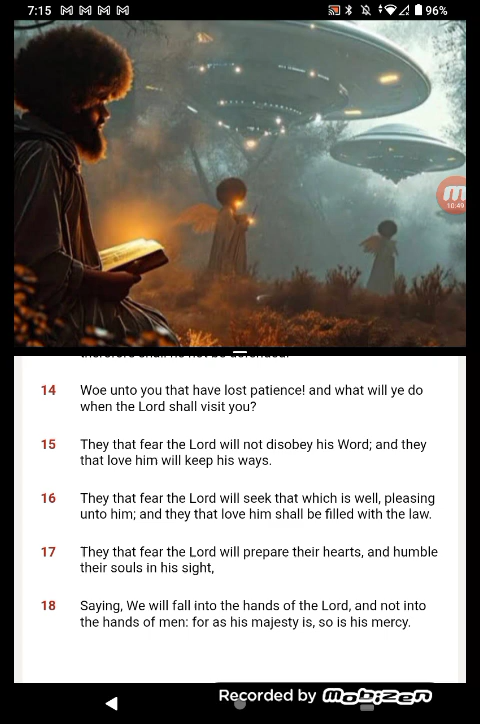 7:15
96%
10:49
14 Woe unto you that have lost patience! and what will ye do
when the Lord shall visit you?
15 They that fear the Lord will not disobey his Word; and they
that love him will keep his ways.
16 They that fear the Lord will seek that which is well, pleasing
unto him; and they that love him shall be filled with the law.
17 They that fear the Lord will prepare their hearts, and humble
their souls in his sight,
18 Saying, We will fall into the hands of the Lord, and not into
the hands of men: for as his majesty is, so is his mercy.
Recorded by Mobizen